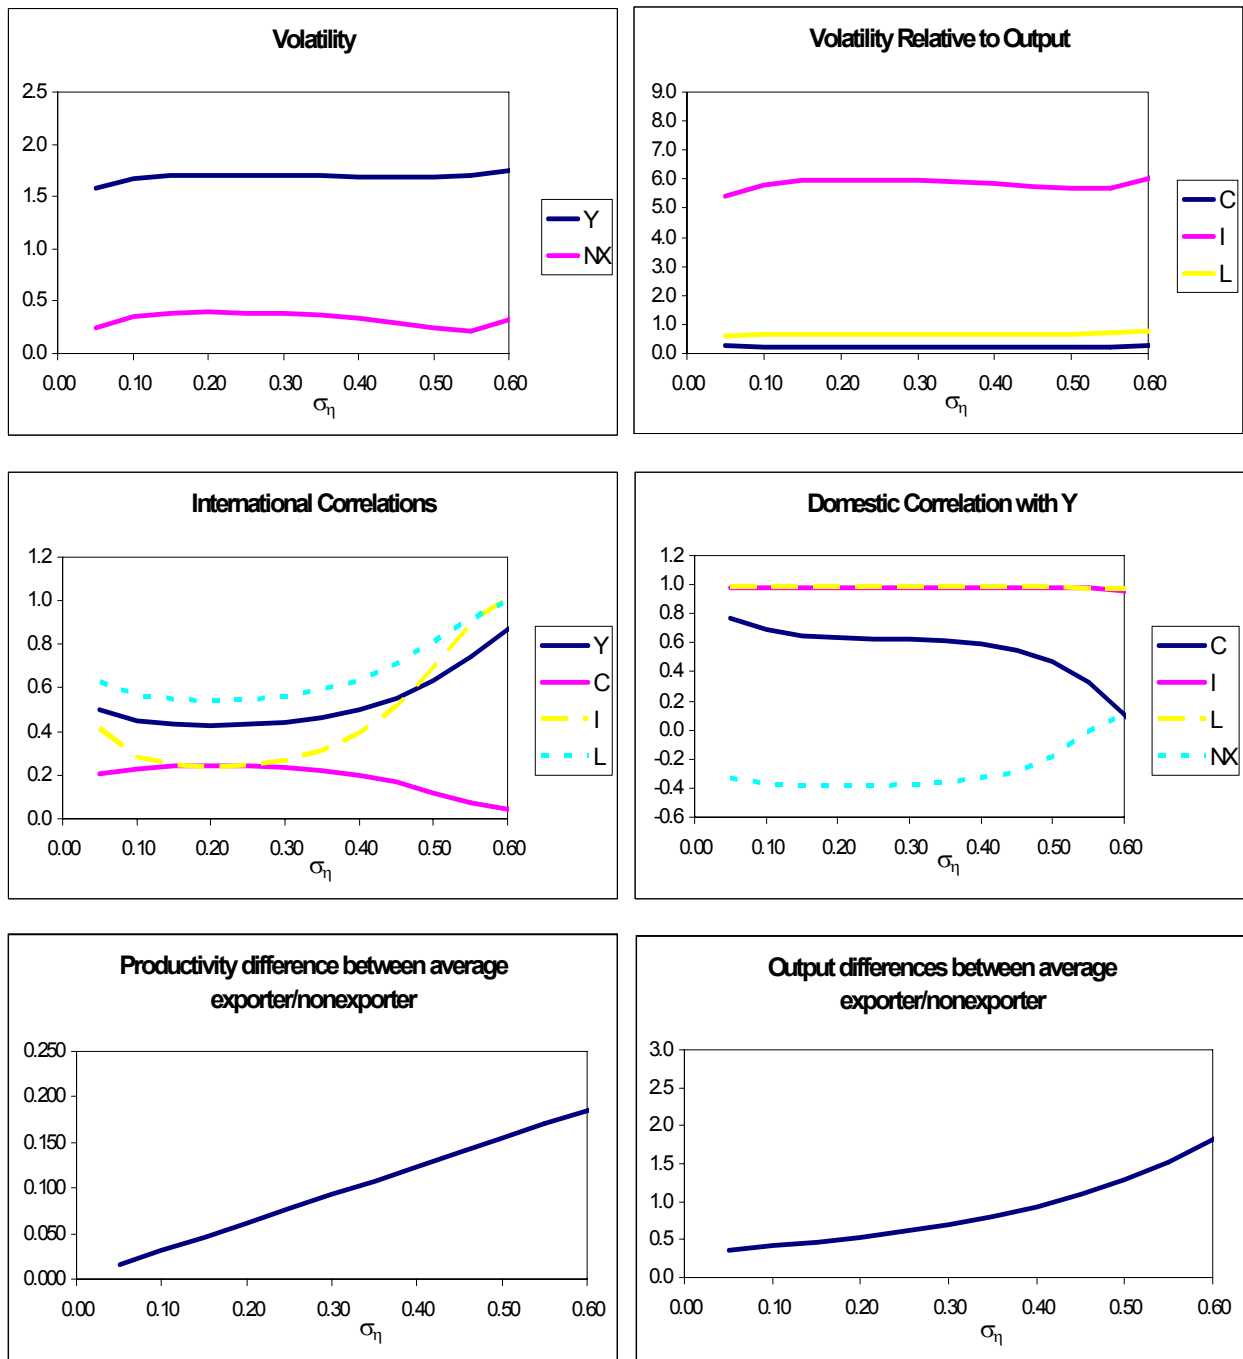 Volatility
2.5
2.0
1.5
1.0
0.5
0.0
0.00 0.10 0.20 0.30 0.40 0.50 0.60
ση
Y
NX
Volatility Relative to Output
9.0
8.0
7.0
6.0
5.0
4.0
3.0
2.0
1.0
0.0
0.00 0.10 0.20 0.30 0.40 0.50 0.60
ση
C
I
L
International Correlations
1.2
1.0
0.8
0.6
0.4
0.2
0.0
0.00 0.10 0.20 0.30 0.40 0.50 0.60
ση
Y
C
I
L
Domestic Correlation with Y
1.2
1.0
0.8
0.6
0.4
0.2
0.0
-0.2
-0.4
-0.6
0.00 0.10 0.20 0.30 0.40 0.50 0.60
ση
C
I
L
NX
Productivity difference between average
exporter/nonexporter
0.250
0.200
0.150
0.100
0.050
0.000
0.00 0.10 0.20 0.30 0.40 0.50 0.60
ση
Output differences between average
exporter/nonexporter
3.0
2.5
2.0
1.5
1.0
0.5
0.0
0.00 0.10 0.20 0.30 0.40 0.50 0.60
ση